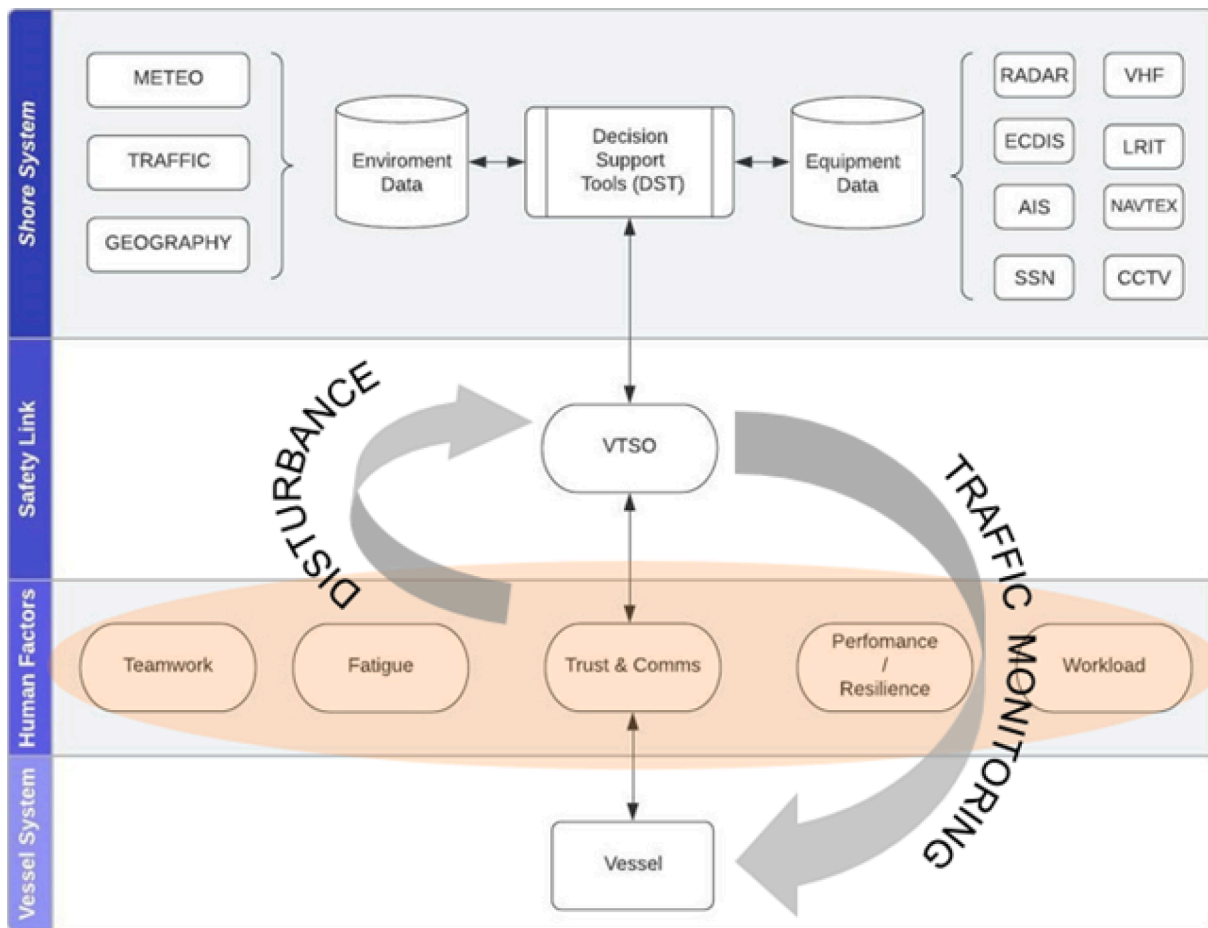 Shore System
METEO
TRAFFIC
GEOGRAPHY
Enviroment
Data
Decision
Support
Tools (DST)
Equipment
Data
RADAR
VHF
ECDIS
LRIT
AIS
NAVTEX
SSN
CCTV
Safety Link
DISTURBANCE
VTSO
TRAFFIC MONITORING
Human Factors
Teamwork
Fatigue
Trust & Comms
Perfomance
/
Resilience
Workload
Vessel System
Vessel